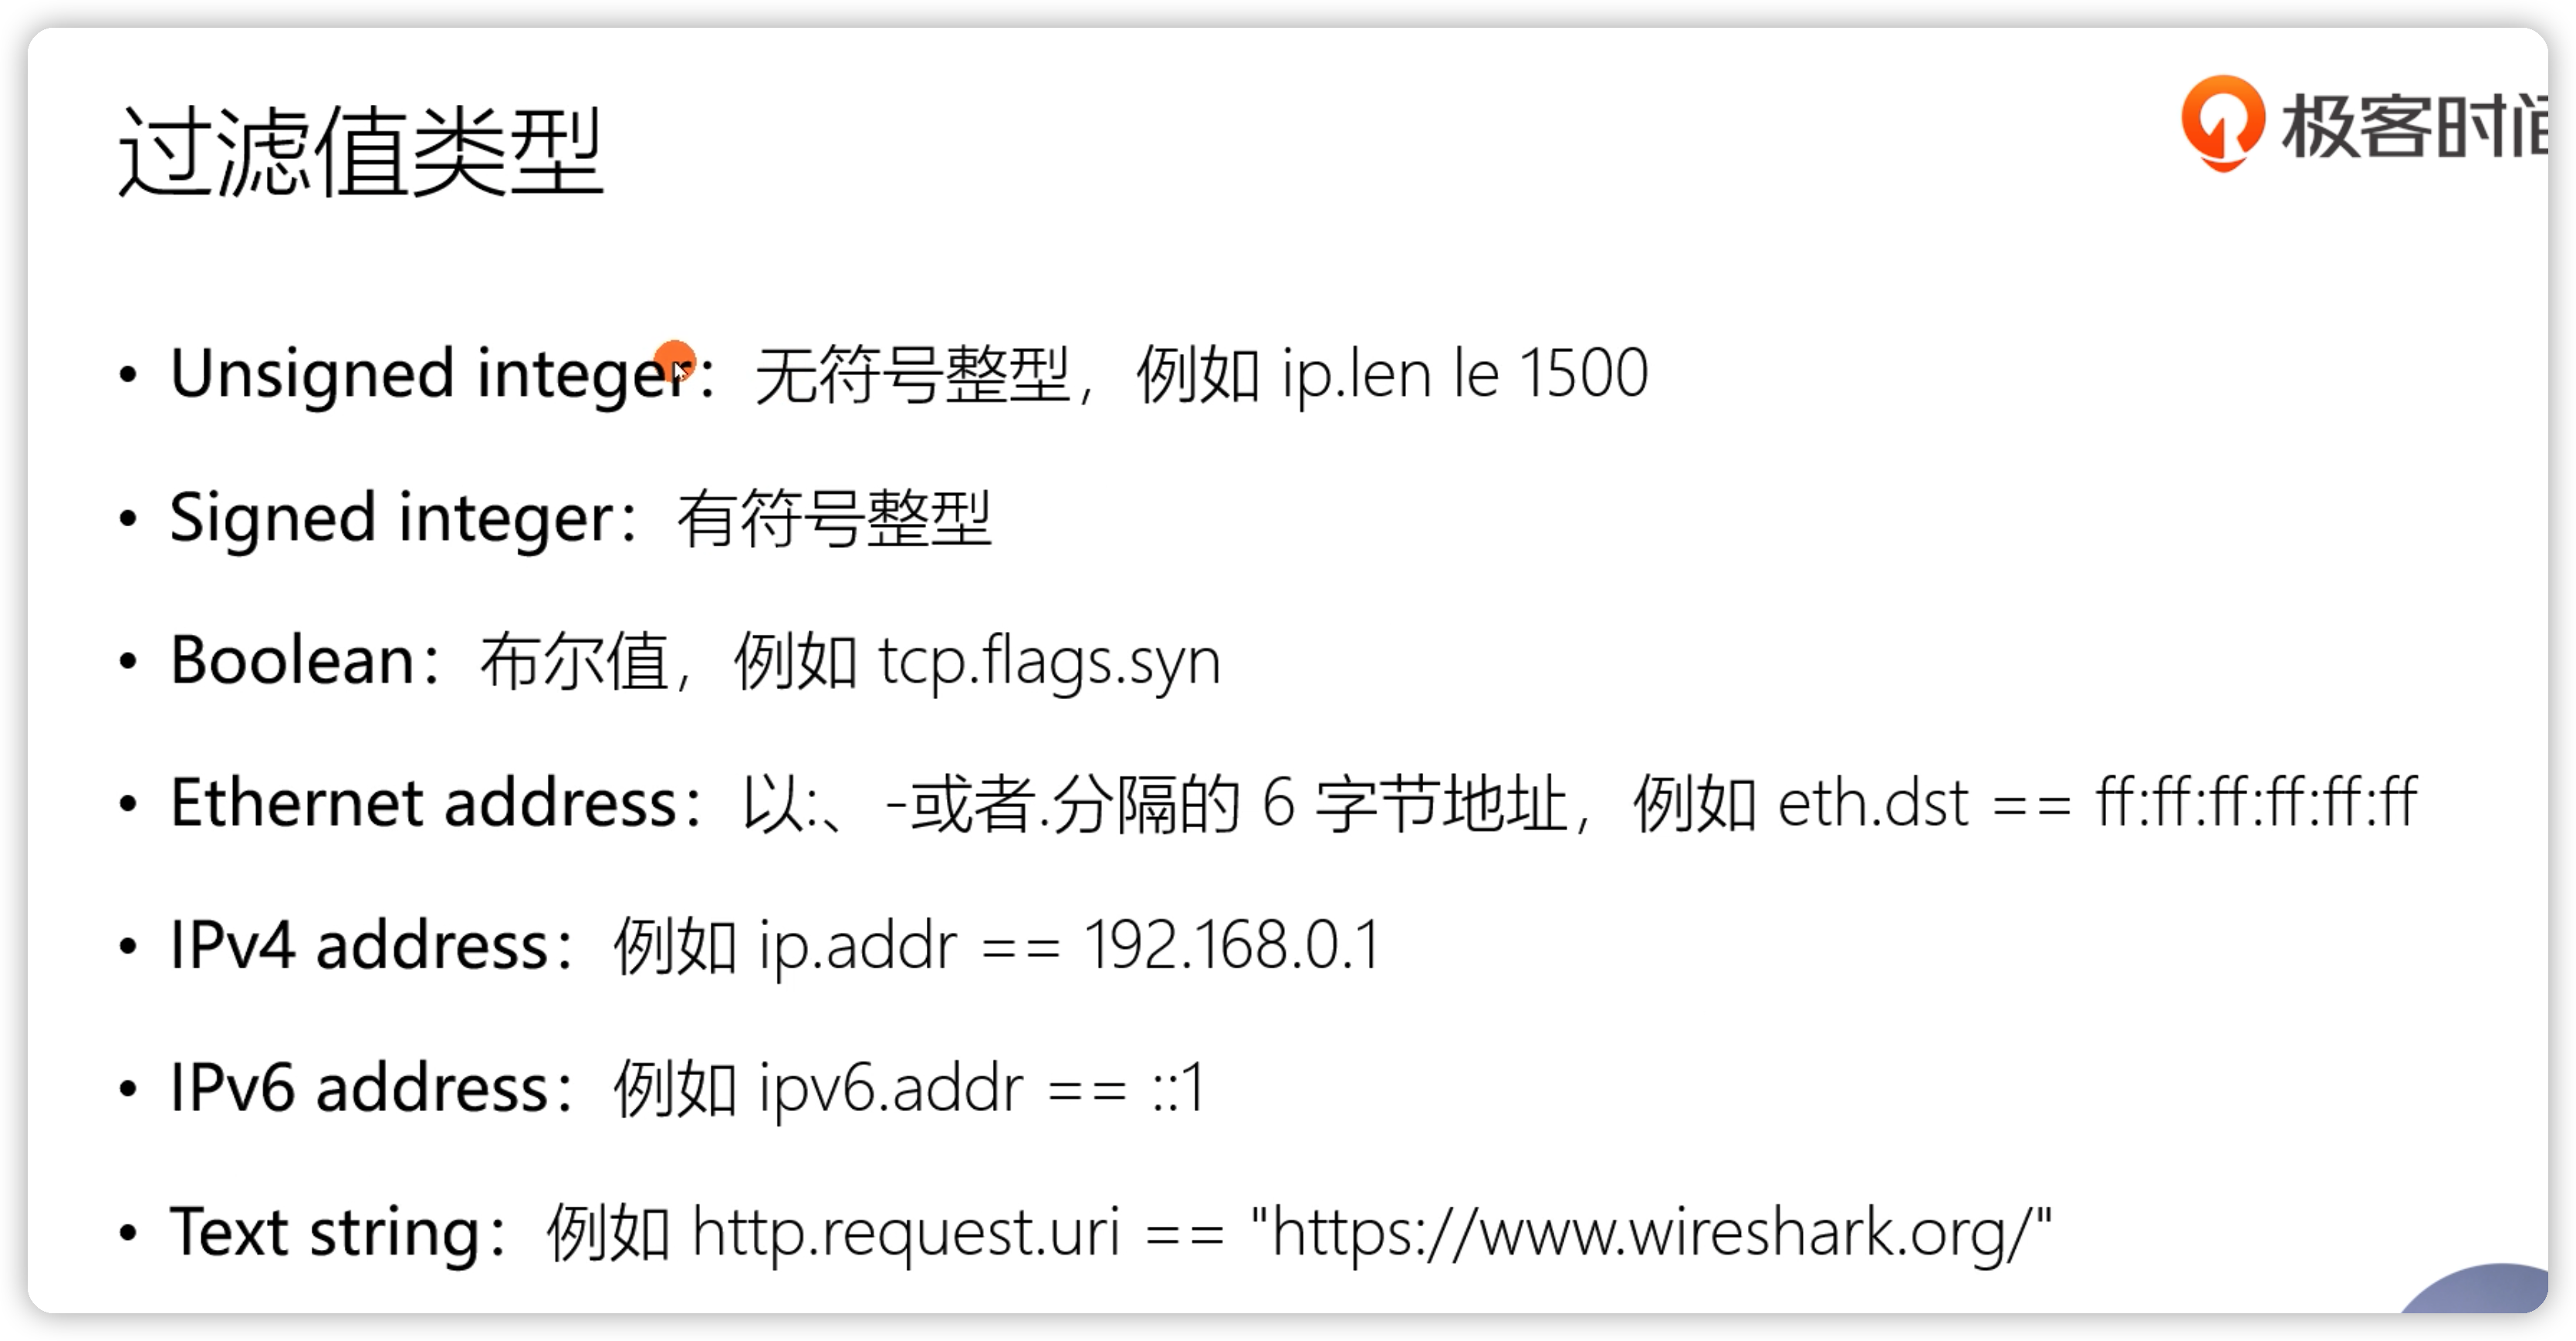 过滤值类型
极客时间
• Unsigned integer：无符号整型，例如 ip.len le 1500
• Signed integer：有符号整型
• Boolean：布尔值，例如 tcp.flags.syn
• Ethernet address：以:、-或者.分隔的 6 字节地址，例如 eth.dst == ff:ff:ff:ff:ff:ff
• IPv4 address：例如 ip.addr == 192.168.0.1
• IPv6 address：例如 ipv6.addr == ::1
• Text string：例如 http.request.uri == "https://www.wireshark.org/"